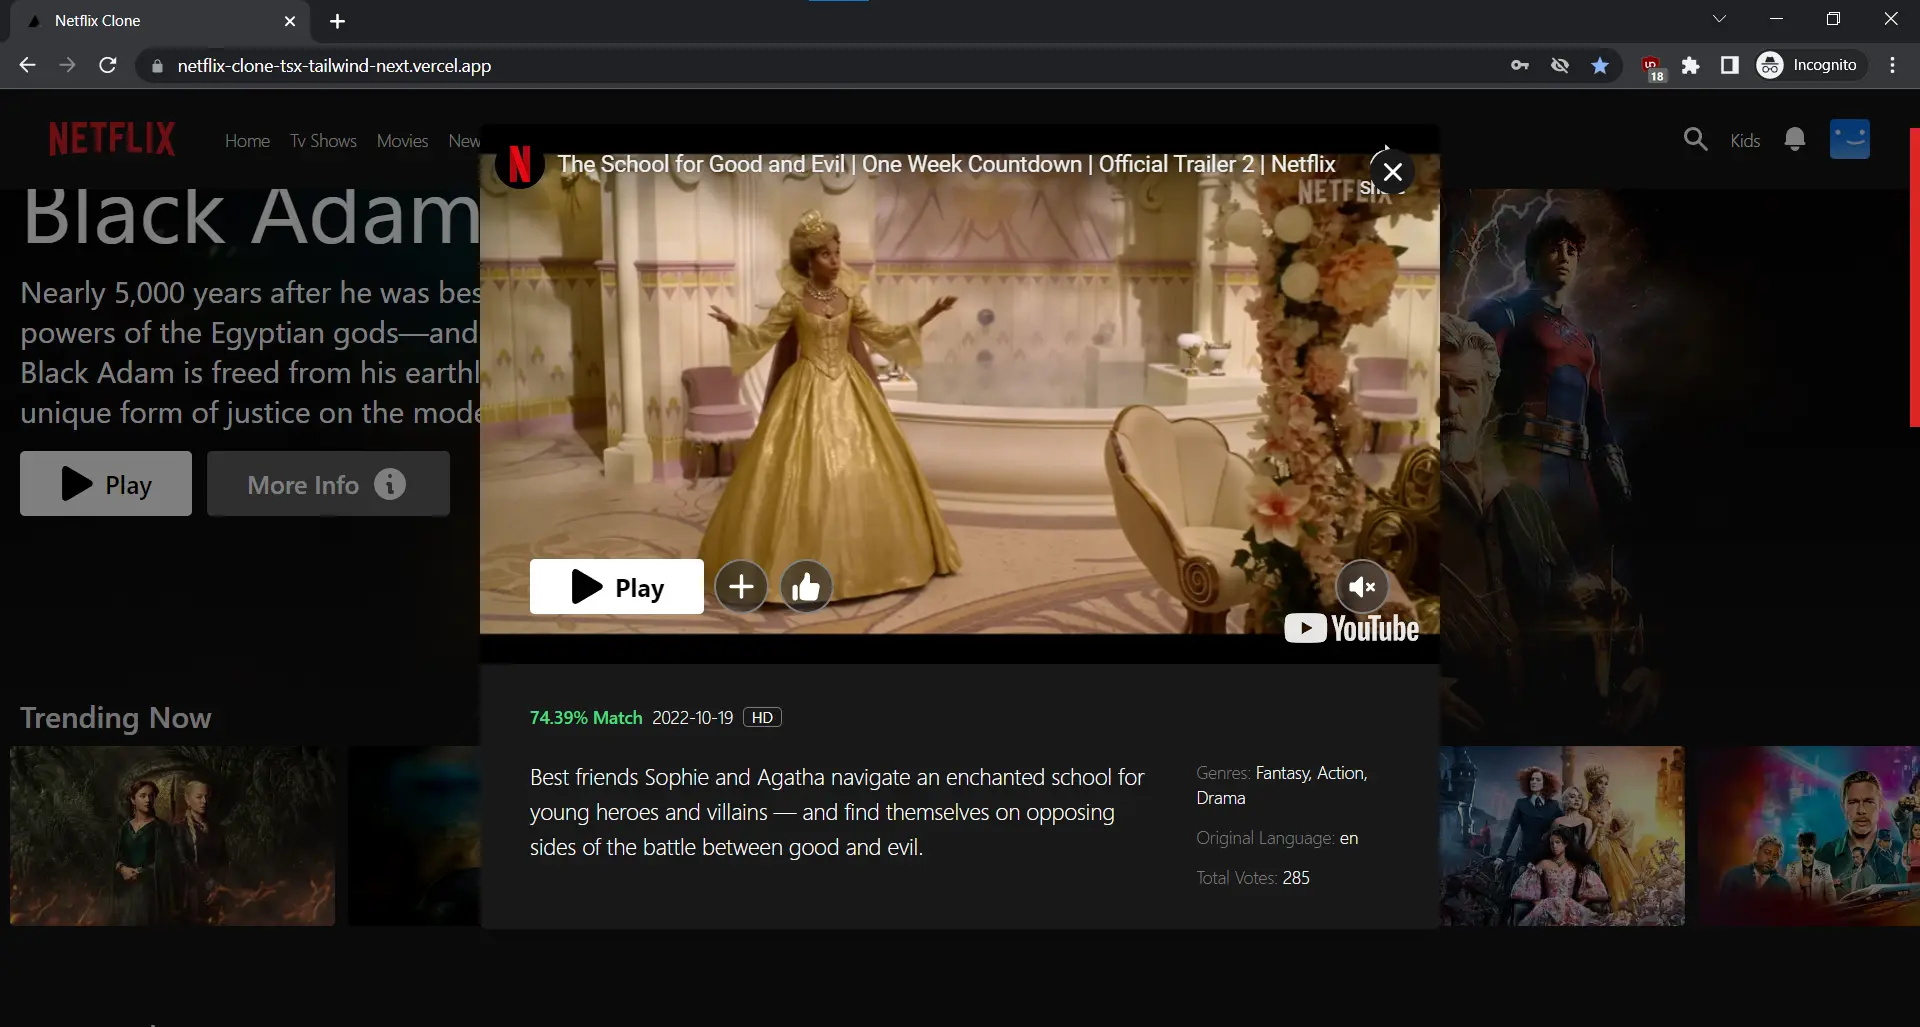 Netflix Clone
netflix-clone-tsx-tailwind-next.vercel.app
18
Incognito
NETFLIX
Home
Tv Shows
Movies
New
Kids
The School for Good and Evil | One Week Countdown | Official Trailer 2 | Netflix
NETFLIX
Black Adam
Nearly 5,000 years after he was bes
powers of the Egyptian gods—and
Black Adam is freed from his earthl
unique form of justice on the mode
Play
More Info
Play
YouTube
74.39% Match 2022-10-19 HD
Trending Now
Best friends Sophie and Agatha navigate an enchanted school for
young heroes and villains — and find themselves on opposing
sides of the battle between good and evil.
Genres: Fantasy, Action,
Drama
Original Language: en
Total Votes: 285